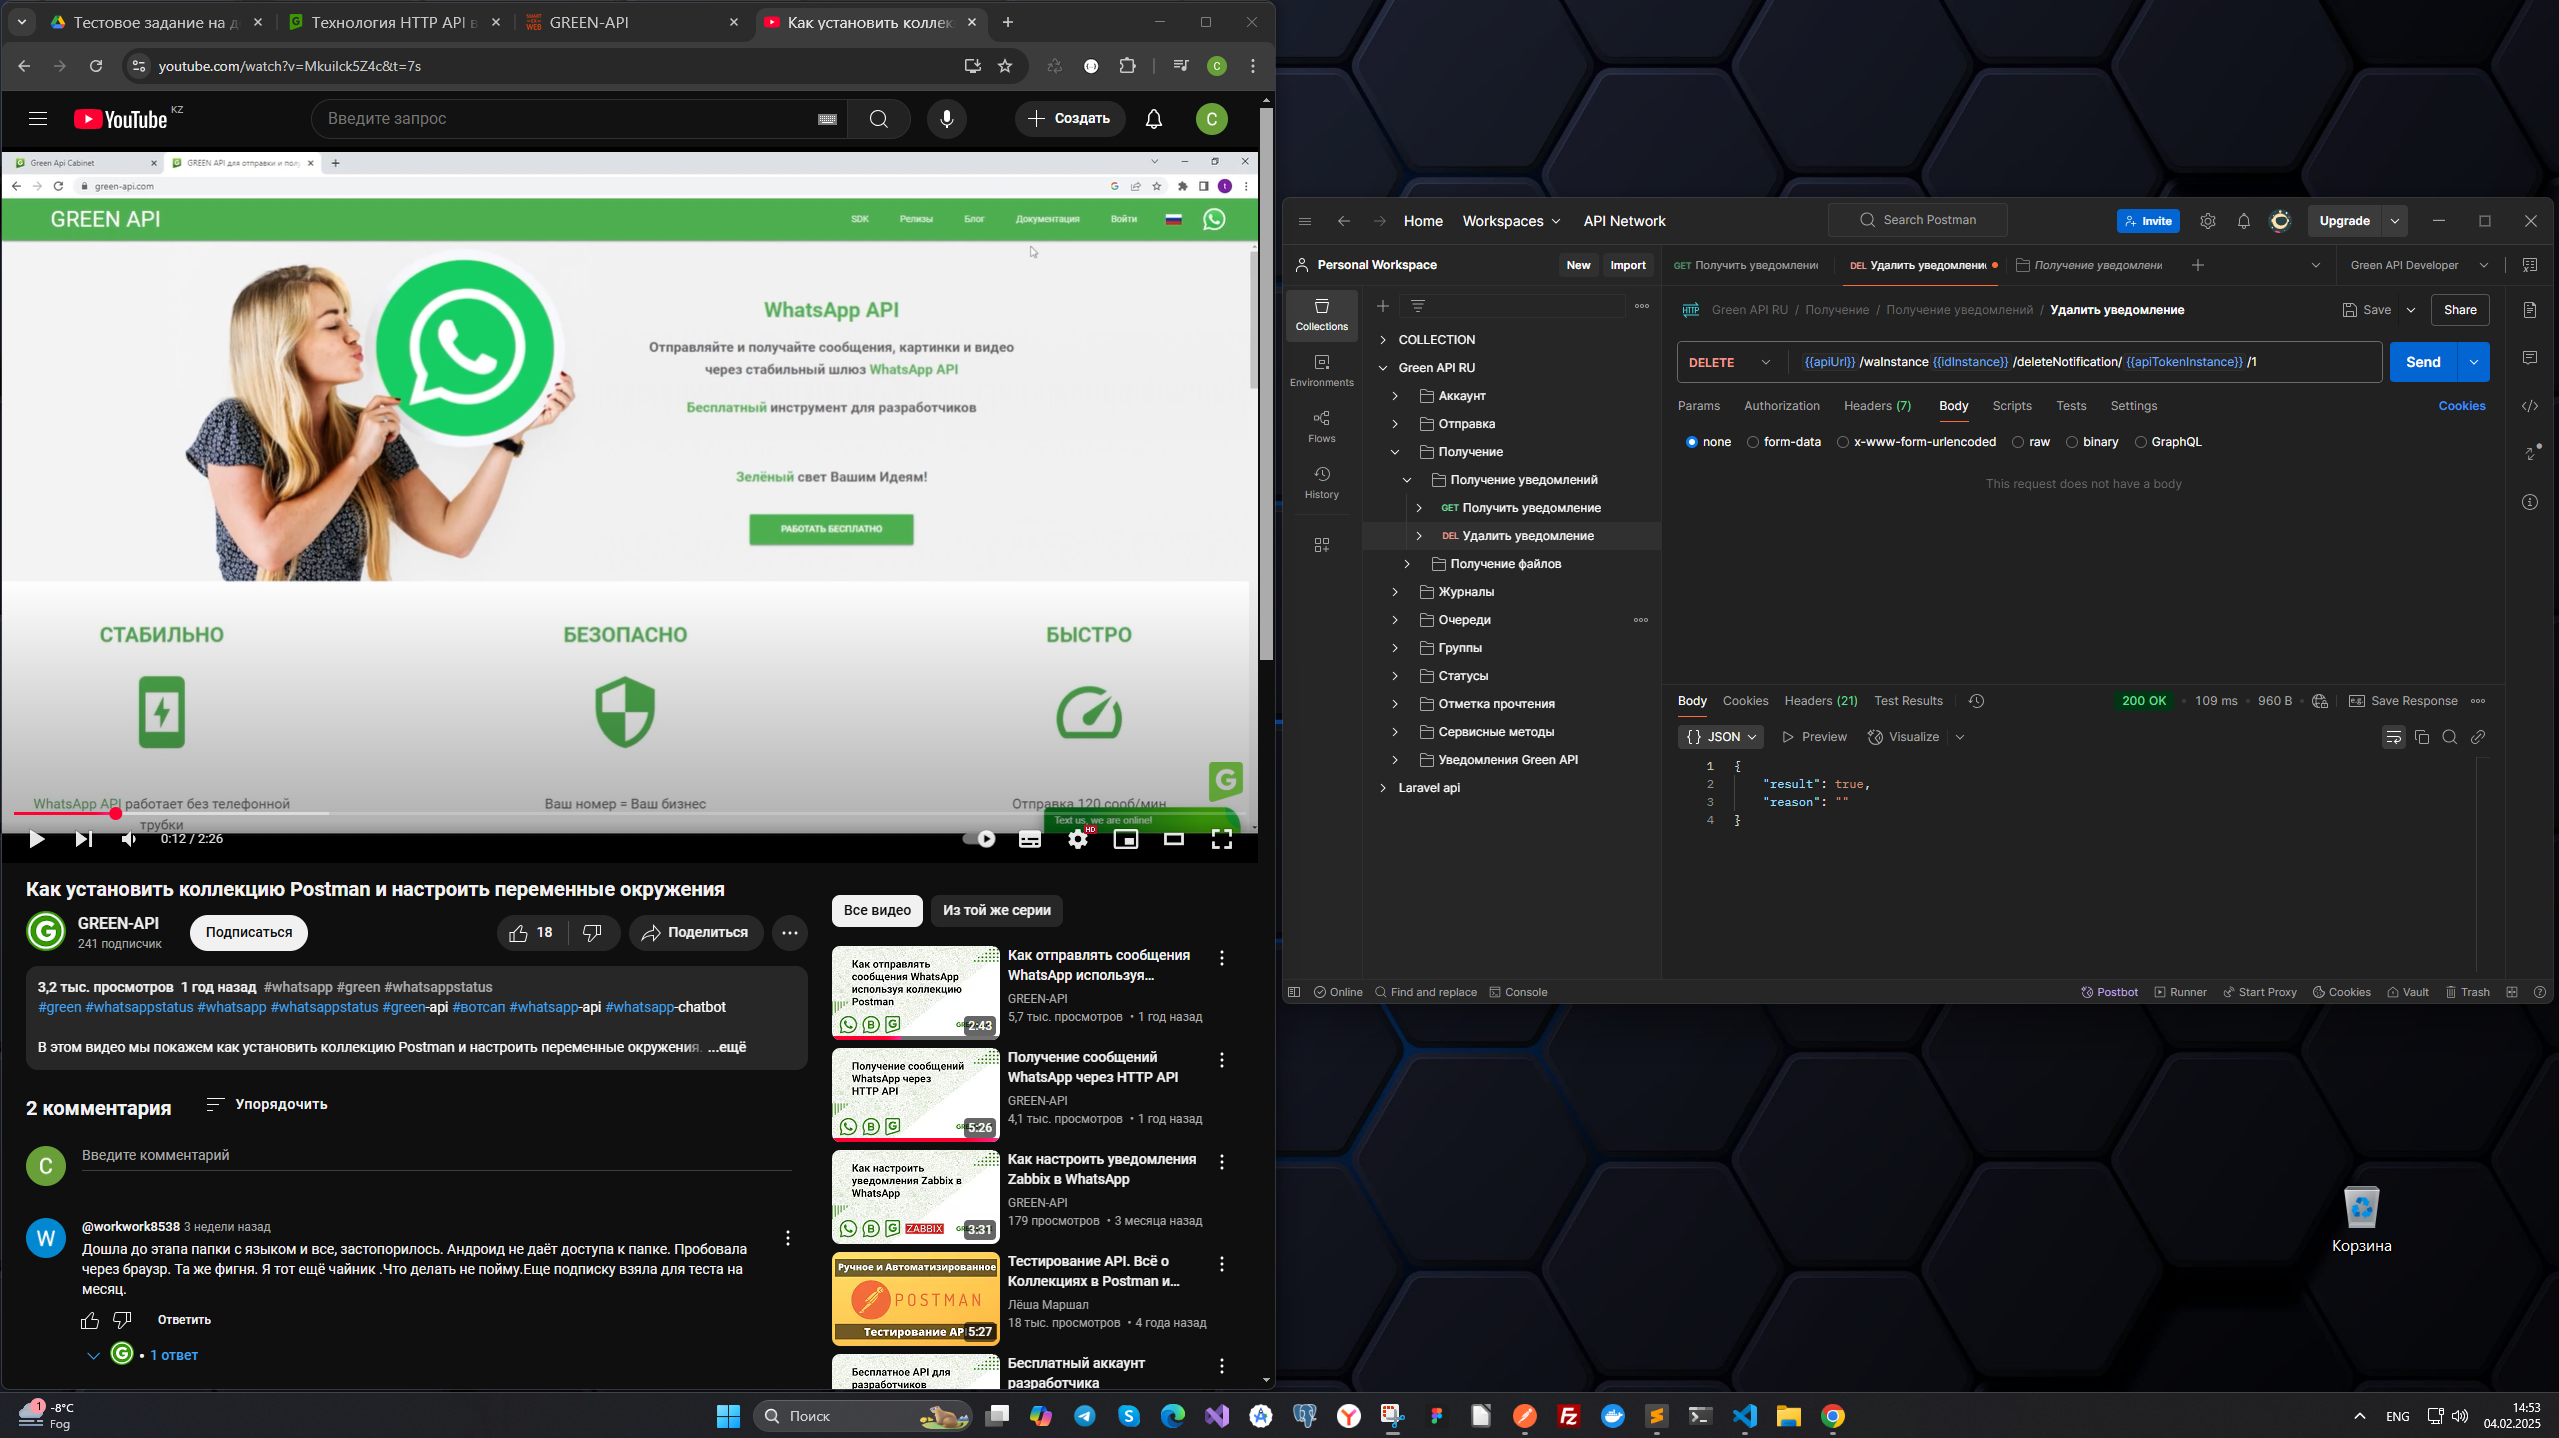 Тестовое задание на д
Технология HTTP API в
GREEN-API
Как установить коллек
youtube.com/watch?v=Mkuilck5Z4c&t=7s
C
YouTube KZ
Введите запрос
Создать
C
Green Api Cabinet
GREEN API для отправки и пол
green-api.com
GREEN API
SDK
Релизы
Блог
Документация
Войти
WhatsApp API
Отправляйте и получайте сообщения, картинки и видео
через стабильный шлюз WhatsApp API
Бесплатный инструмент для разработчиков
Зелёный свет Вашим Идеям!
РАБОТАТЬ БЕСПЛАТНО
СТАБИЛЬНО
БЕЗОПАСНО
БЫСТРО
WhatsApp API работает без телефонной
трубки
Ваш номер = Ваш бизнес
Отправка 120 сооб/мин
Text us, we are online!
0:12 / 2:26
HD
Как установить коллекцию Postman и настроить переменные окружения
GREEN-API
241 подписчик
Подписаться
18
Поделиться
3,2 тыс. просмотров 1 год назад #whatsapp #green #whatsappstatus
#green #whatsappstatus #whatsapp #whatsappstatus #green-api #вотсап #whatsapp-api #whatsapp-chatbot
В этом видео мы покажем как установить коллекцию Postman и настроить переменные окружения. ...ещё
2 комментария
Упорядочить
C
Введите комментарий
W
@workwork8538 3 недели назад
Дошла до этапа папки с языком и все, застопорилось. Андроид не даёт доступа к папке. Пробовала
через браузр. Та же фигня. Я тот ещё чайник .Что делать не пойму.Еще подписку взяла для теста на
месяц.
Ответить
• 1 ответ
Все видео
Из той же серии
Как отправлять
сообщения WhatsApp
используя коллекцию
Postman
2:43
Как отправлять сообщения
WhatsApp используя...
GREEN-API
5,7 тыс. просмотров • 1 год назад
Получение сообщений
WhatsApp через
HTTP API
5:26
Получение сообщений
WhatsApp через HTTP API
GREEN-API
4,1 тыс. просмотров • 1 год назад
Как настроить
уведомления Zabbix в
WhatsApp
ZABBIX
3:31
Как настроить уведомления
Zabbix в WhatsApp
GREEN-API
179 просмотров • 3 месяца назад
Ручное и Автоматизированное
POSTMAN
Тестирование API
5:27
Тестирование API. Всё о
Коллекциях в Postman и...
Лёша Маршал
18 тыс. просмотров • 4 года назад
Бесплатное API для
разработчиков
Бесплатный аккаунт
разработчика
Home
Workspaces
API Network
Search Postman
Invite
Upgrade
Personal Workspace
New
Import
GET Получить уведомлени
DEL Удалить уведомлени
Получение уведомлени
Green API Developer
Collections
Environments
Flows
History
COLLECTION
Green API RU
Аккаунт
Отправка
Получение
Получение уведомлений
GET Получить уведомление
DEL Удалить уведомление
Получение файлов
Журналы
Очереди
Группы
Статусы
Отметка прочтения
Сервисные методы
Уведомления Green API
Laravel api
HTTP Green API RU / Получение / Получение уведомлений / Удалить уведомление
Save
Share
DELETE
{{apiUrl}} /waInstance {{idInstance}} /deleteNotification/ {{apiTokenInstance}} /1
Send
Params
Authorization
Headers (7)
Body
Scripts
Tests
Settings
Cookies
none
form-data
x-www-form-urlencoded
raw
binary
GraphQL
This request does not have a body
Body
Cookies
Headers (21)
Test Results
200 OK • 109 ms • 960 B
Save Response
{ } JSON
Preview
Visualize
1 {
2 "result": true,
3 "reason": ""
4 }
Online
Find and replace
Console
Postbot
Runner
Start Proxy
Cookies
Vault
Trash
Корзина
1
-8°C
Fog
Поиск
ENG
14:53
04.02.2025